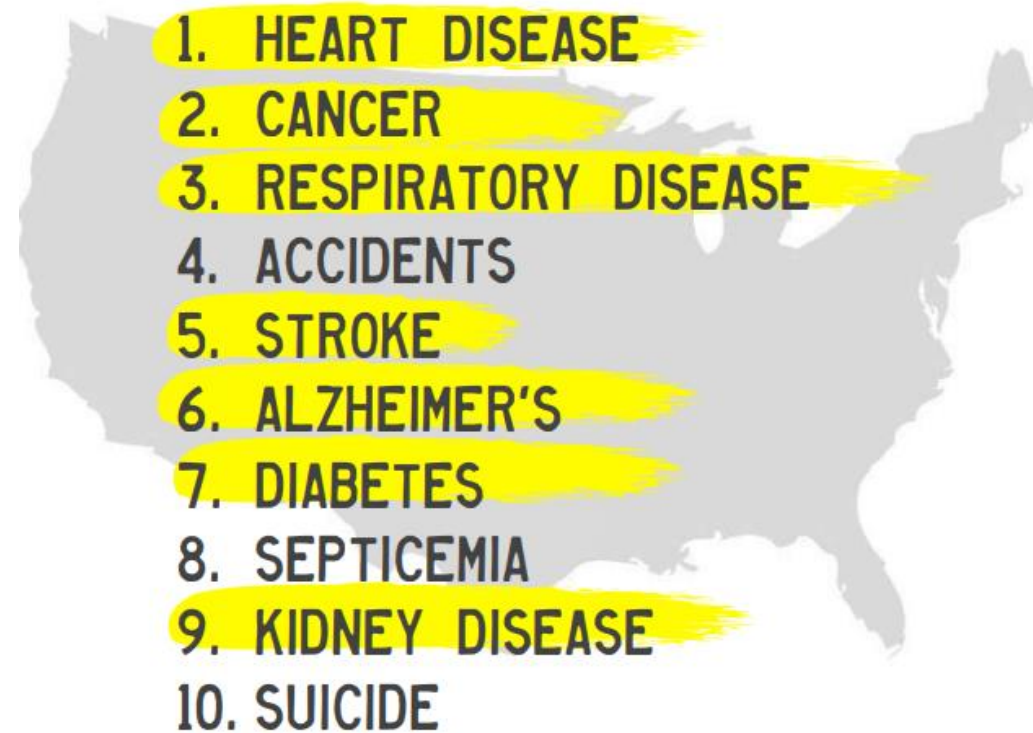 1. HEART DISEASE
2. CANCER
3. RESPIRATORY DISEASE
4. ACCIDENTS
5. STROKE
6. ALZHEIMER'S
7. DIABETES
8. SEPTICEMIA
9. KIDNEY DISEASE
10. SUICIDE